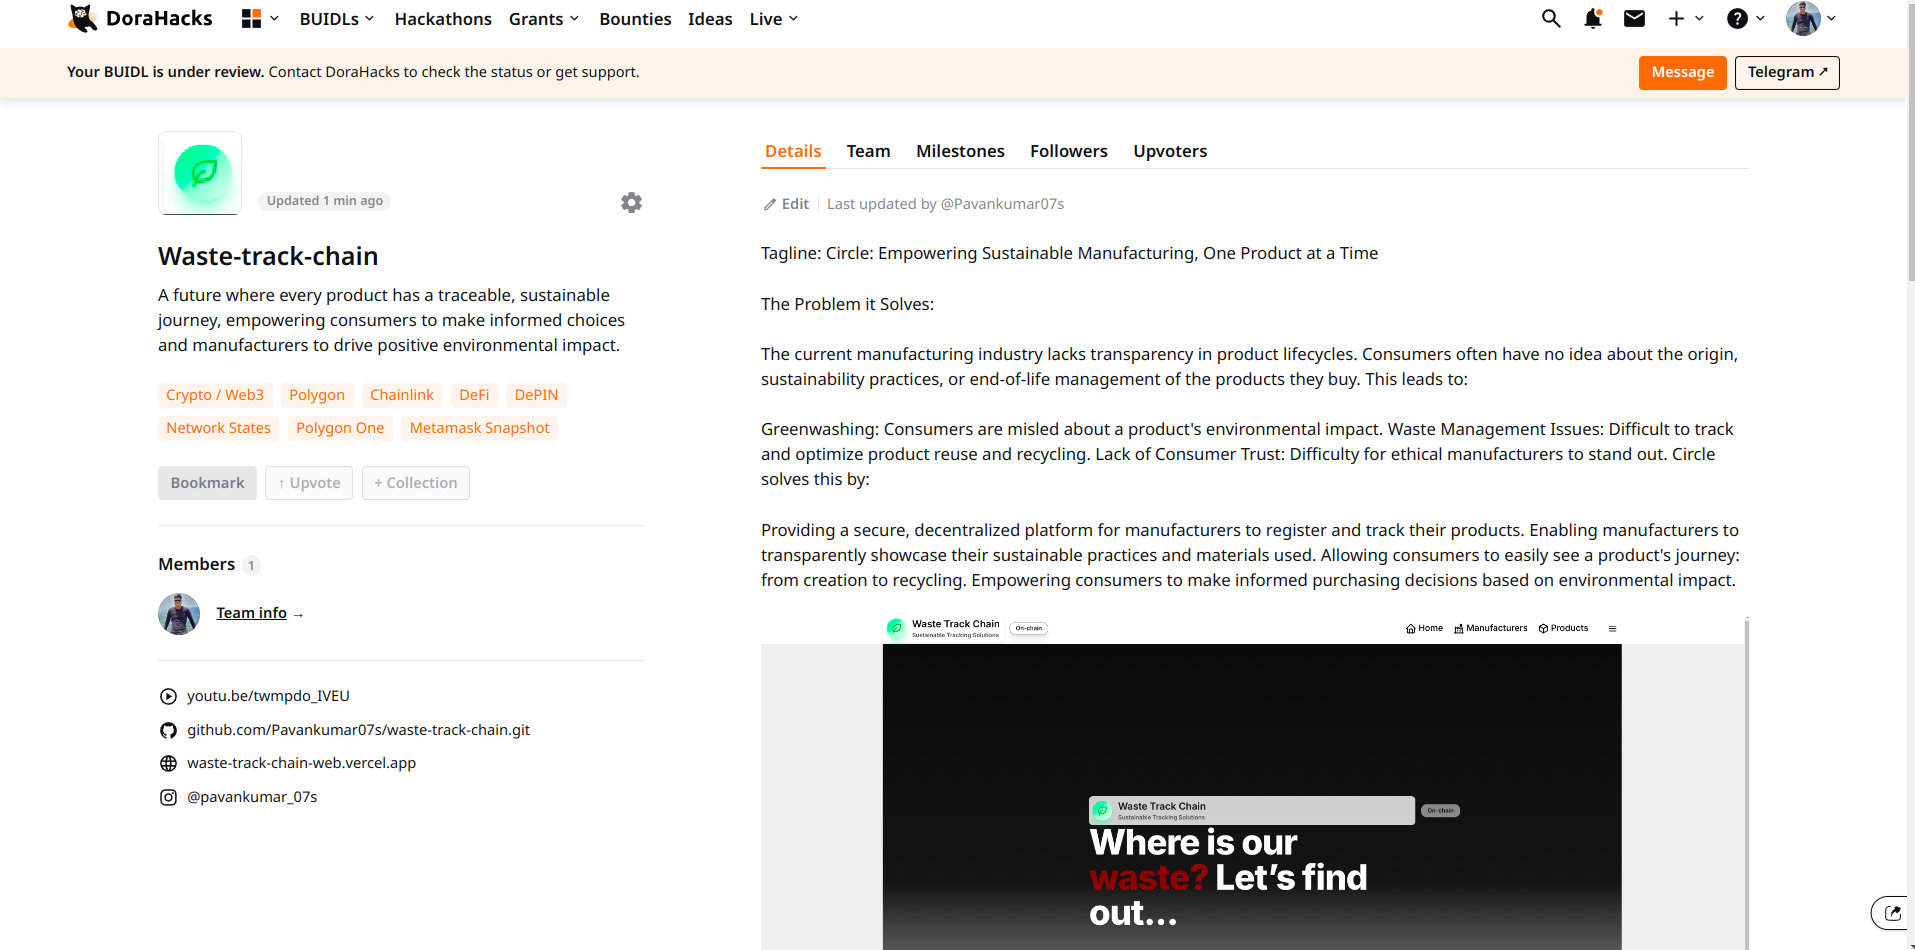 DoraHacks
BUIDLs
Hackathons
Grants
Bounties
Ideas
Live
Your BUIDL is under review. Contact DoraHacks to check the status or get support.
Message
Telegram ↗
Updated 1 min ago
Waste-track-chain
A future where every product has a traceable, sustainable
journey, empowering consumers to make informed choices
and manufacturers to drive positive environmental impact.
Crypto / Web3
Polygon
Chainlink
DeFi
DePIN
Network States
Polygon One
Metamask Snapshot
Bookmark
↑ Upvote
+ Collection
Members 1
Team info →
youtu.be/twmpdo_IVEU
github.com/Pavankumar07s/waste-track-chain.git
waste-track-chain-web.vercel.app
@pavankumar_07s
Details
Team
Milestones
Followers
Upvoters
Edit
Last updated by @Pavankumar07s
Tagline: Circle: Empowering Sustainable Manufacturing, One Product at a Time
The Problem it Solves:
The current manufacturing industry lacks transparency in product lifecycles. Consumers often have no idea about the origin,
sustainability practices, or end-of-life management of the products they buy. This leads to:
Greenwashing: Consumers are misled about a product's environmental impact. Waste Management Issues: Difficult to track
and optimize product reuse and recycling. Lack of Consumer Trust: Difficulty for ethical manufacturers to stand out. Circle
solves this by:
Providing a secure, decentralized platform for manufacturers to register and track their products. Enabling manufacturers to
transparently showcase their sustainable practices and materials used. Allowing consumers to easily see a product's journey:
from creation to recycling. Empowering consumers to make informed purchasing decisions based on environmental impact.
Waste Track Chain
Sustainable Tracking Solutions
On-chain
Home
Manufacturers
Products
Waste Track Chain
Sustainable Tracking Solutions
On-chain
Where is our
waste? Let's find
out...